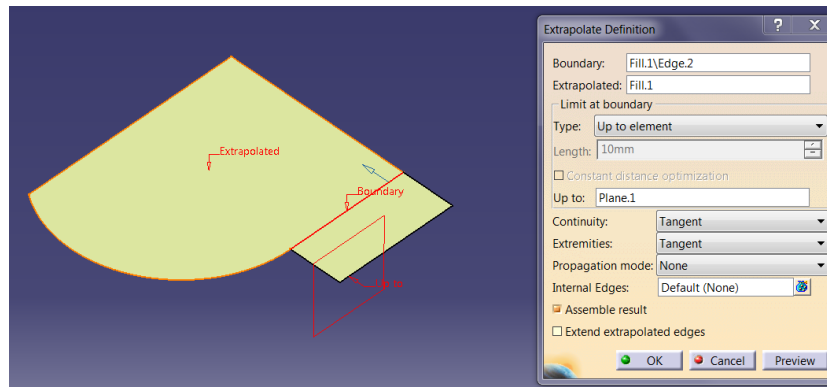 Extrapolated
Boundary
Up to
Extrapolate Definition
Boundary: Fill.1\Edge.2
Extrapolated: Fill.1
Limit at boundary
Type: Up to element
Length: 10mm
Constant distance optimization
Up to: Plane.1
Continuity: Tangent
Extremities: Tangent
Propagation mode: None
Internal Edges: Default (None)
Assemble result
Extend extrapolated edges
OK Cancel Preview